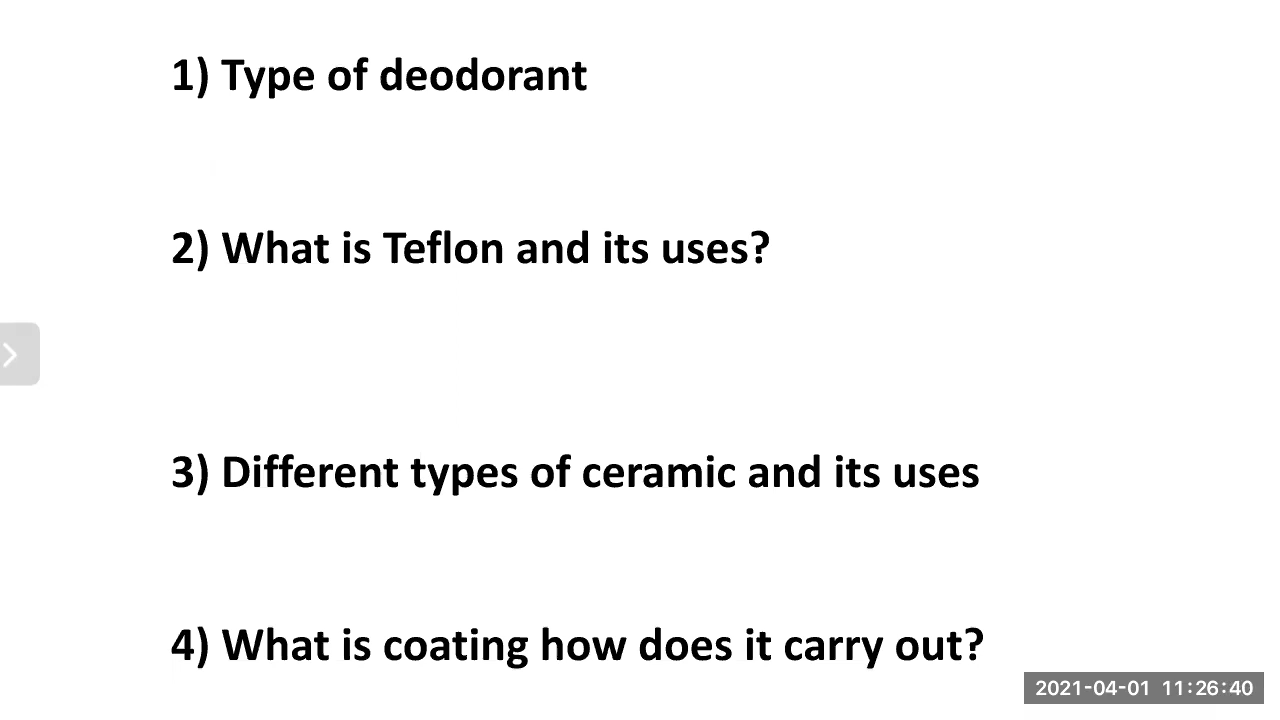 1) Type of deodorant
2) What is Teflon and its uses?
3) Different types of ceramic and its uses
4) What is coating how does it carry out?
2021-04-01 11:26:40